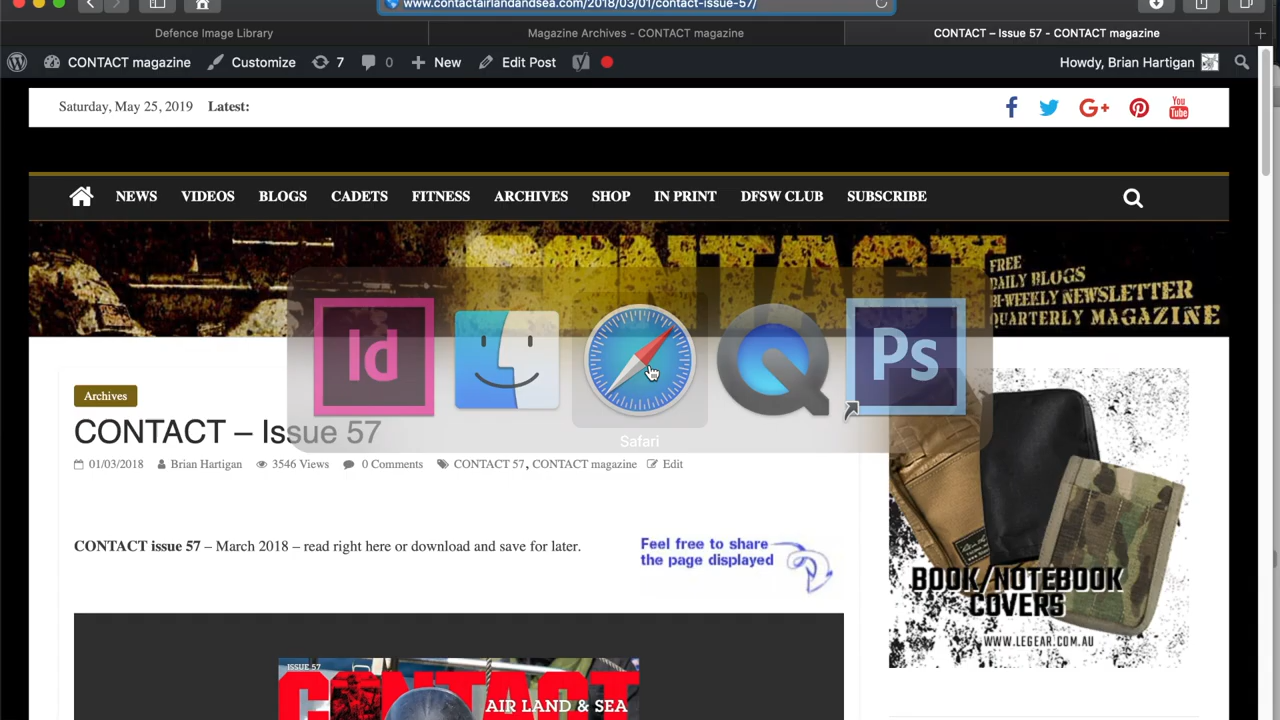 www.contactairlandandsea.com/2018/03/01/contact-issue-57/
Defence Image Library
Magazine Archives - CONTACT magazine
CONTACT – Issue 57 - CONTACT magazine
CONTACT magazine
Customize
7
0
New
Edit Post
Howdy, Brian Hartigan
Saturday, May 25, 2019
Latest:
G+
You
Tube
NEWS
VIDEOS
BLOGS
CADETS
FITNESS
ARCHIVES
SHOP
IN PRINT
DFSW CLUB
SUBSCRIBE
CONTACT
FREE
DAILY BLOGS
BI-WEEKLY NEWSLETTER
QUARTERLY MAGAZINE
Id
Ps
Safari
Archives
CONTACT – Issue 57
01/03/2018
Brian Hartigan
3546 Views
0 Comments
CONTACT 57, CONTACT magazine
Edit
CONTACT issue 57 – March 2018 – read right here or download and save for later.
Feel free to share
the page displayed
BOOK/NOTEBOOK
COVERS
WWW.LEGEAR.COM.AU
ISSUE 57
CONTACT
AIR LAND & SEA